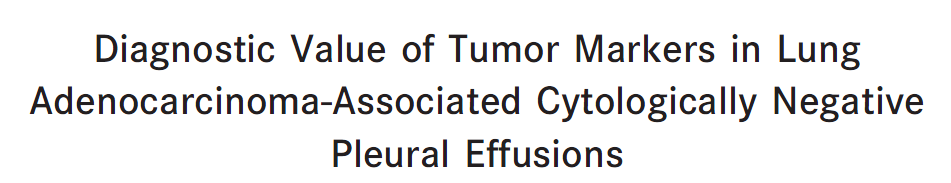 Diagnostic Value of Tumor Markers in Lung
Adenocarcinoma-Associated Cytologically Negative
Pleural Effusions